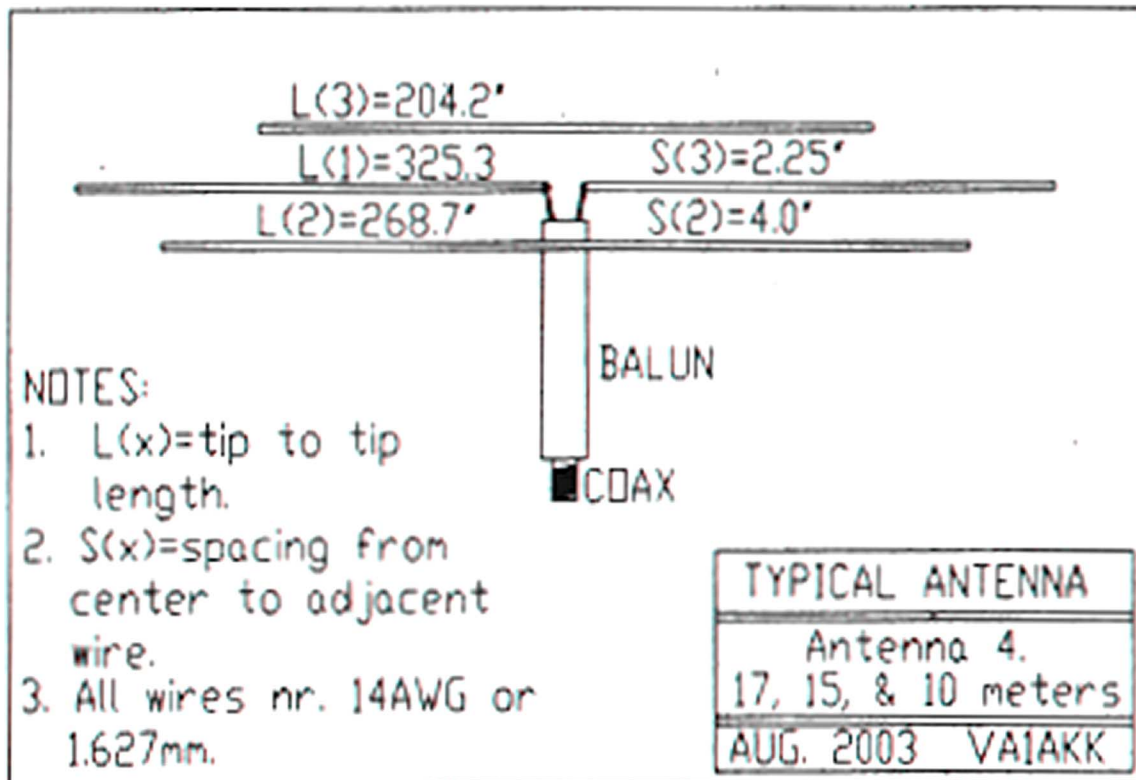 L(3)=204.2"
L(1)=325.3
S(3)=2.25"
L(2)=268.7"
S(2)=4.0"
BALUN
COAX
NOTES:
1. L(x)=tip to tip
length.
2. S(x)=spacing from
center to adjacent
wire.
3. All wires nr. 14AWG or
1.627mm.
TYPICAL ANTENNA
Antenna 4.
17, 15, & 10 meters
AUG. 2003 VA1AKK